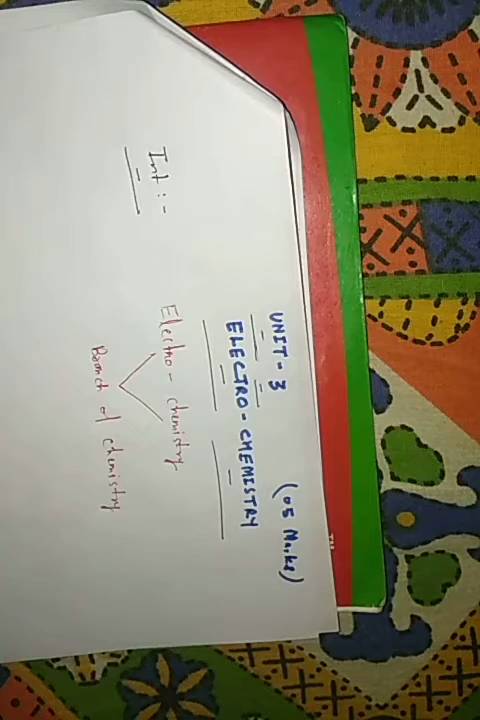 UNIT - 3 (05 Marks)
ELECTRO - CHEMISTRY
Int :-
Electro - chemistry
Branch of chemistry